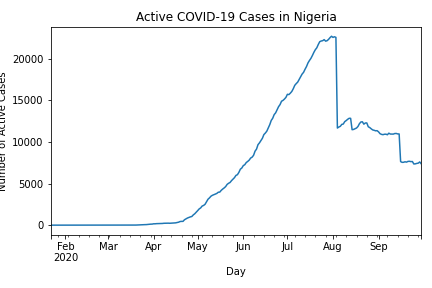 Active COVID-19 Cases in Nigeria
Number of Active Cases
20000
15000
10000
5000
0
Feb Mar Apr May Jun Jul Aug Sep
2020
Day